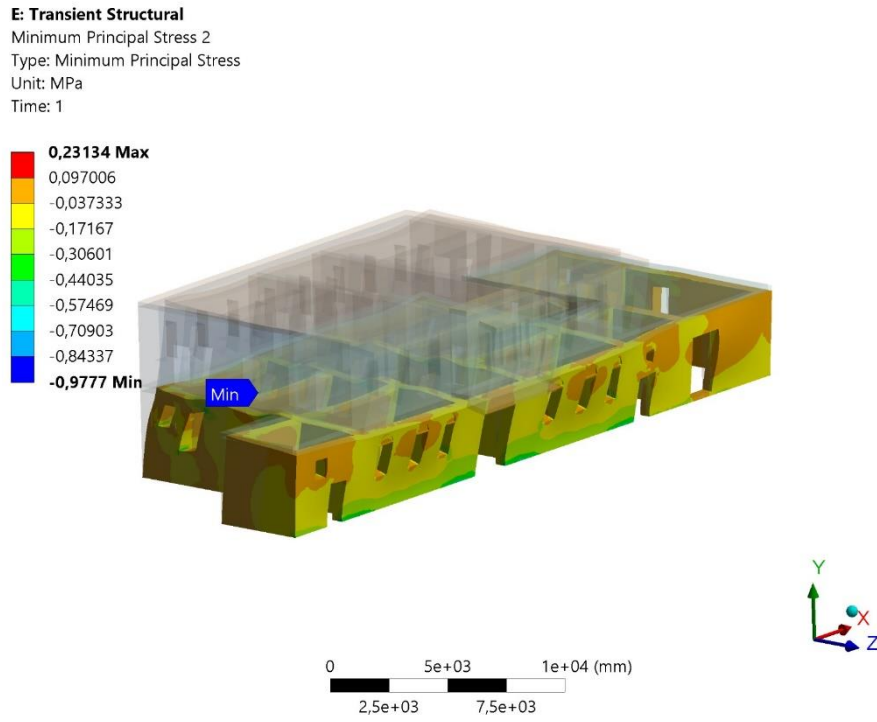 E: Transient Structural
Minimum Principal Stress 2
Type: Minimum Principal Stress
Unit: MPa
Time: 1
0,23134 Max
0,097006
-0,037333
-0,17167
-0,30601
-0,44035
-0,57469
-0,70903
-0,84337
-0,9777 Min
Min
Y
X
Z
0 5e+03 1e+04 (mm)
2,5e+03 7,5e+03